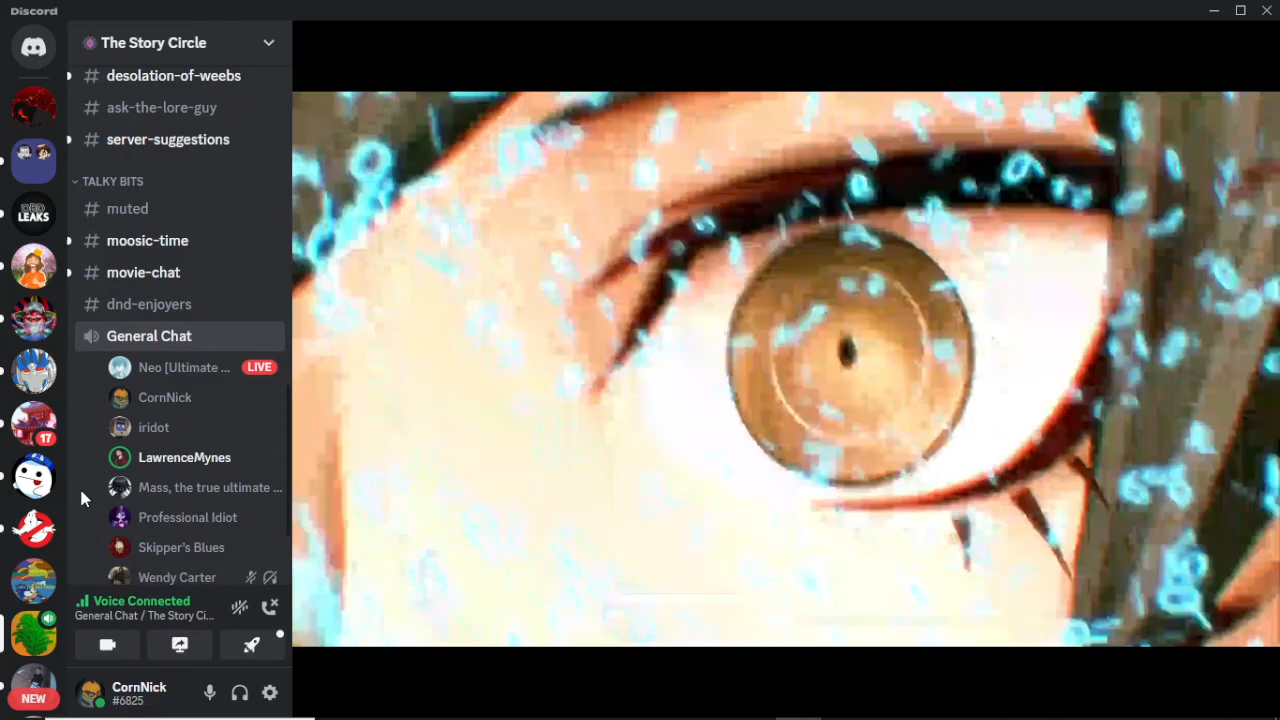 Discord
The Story Circle
desolation-of-weebs
ask-the-lore-guy
server-suggestions
TALKY BITS
muted
moosic-time
movie-chat
dnd-enjoyers
General Chat
Neo [Ultimate ...
LIVE
CornNick
iridot
LawrenceMynes
Mass, the true ultimate ...
Professional Idiot
Skipper's Blues
Wendy Carter
Voice Connected
General Chat / The Story Ci...
CornNick
#6825
LEAKS
17
NEW